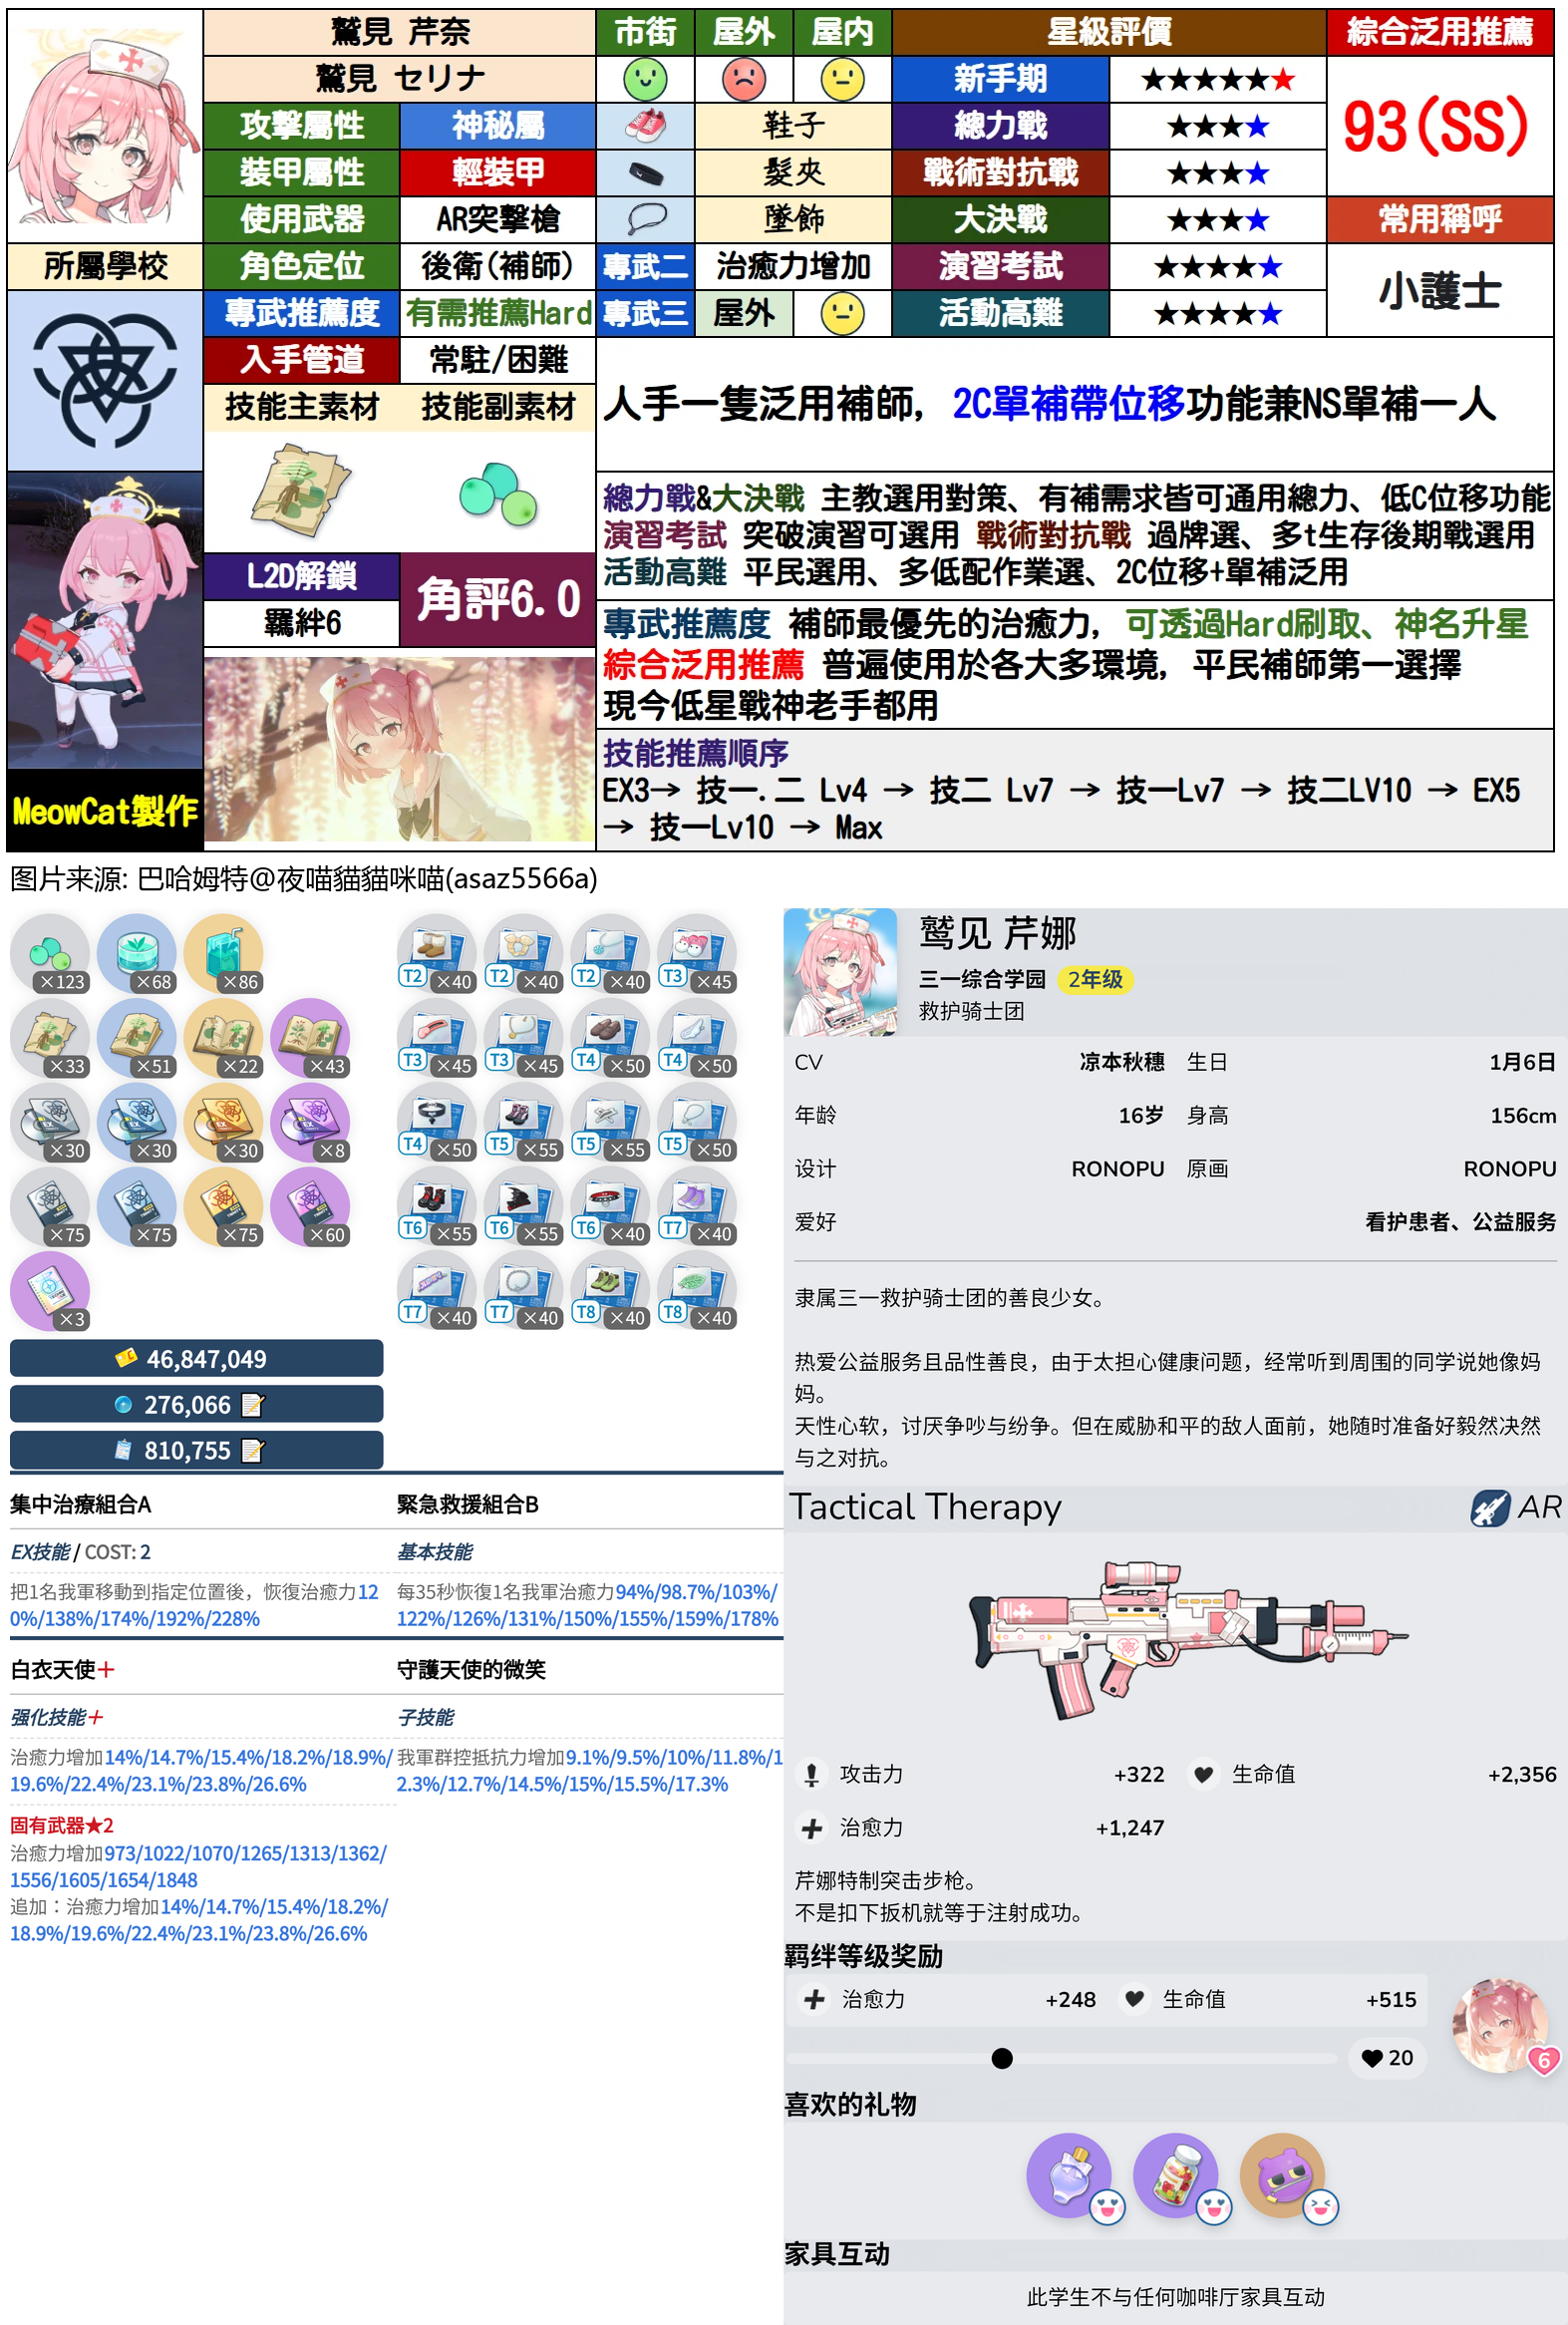 鷲見 芹奈
市街
屋外
屋内
星級評價
綜合泛用推薦
鷲見 セリナ
新手期
★★★★★★
93(SS)
攻擊屬性
神秘屬
鞋子
總力戰
★★★★
裝甲屬性
輕裝甲
髮夾
戰術對抗戰
★★★★
使用武器
AR突擊槍
墜飾
大決戰
★★★★
常用稱呼
所屬學校
角色定位
後衛(補師)
專武二
治癒力增加
演習考試
★★★★★
小護士
專武推薦度
有需推薦Hard
專武三
屋外
活動高難
★★★★★
入手管道
常駐/困難
技能主素材
技能副素材
人手一隻泛用補師, 2C單補帶位移功能兼NS單補一人
總力戰&大決戰 主教選用對策、有補需求皆可通用總力、低C位移功能
演習考試 突破演習可選用 戰術對抗戰 過牌選、多t生存後期戰選用
活動高難 平民選用、多低配作業選、2C位移+單補泛用
L2D解鎖
角評6.0
羈絆6
專武推薦度 補師最優先的治癒力, 可透過Hard刷取、神名升星
綜合泛用推薦 普遍使用於各大多環境, 平民補師第一選擇
現今低星戰神老手都用
技能推薦順序
EX3→ 技一.二 Lv4 → 技二 Lv7 → 技一Lv7 → 技二LV10 → EX5
→ 技一Lv10 → Max
MeowCat製作
图片来源: 巴哈姆特@夜喵貓貓咪喵(asaz5566a)
×123
×68
×86
×33
×51
×22
×43
×30
×30
×30
×8
×75
×75
×75
×60
×3
46,847,049
276,066
810,755
T2 ×40
T2 ×40
T2 ×40
T3 ×45
T3 ×45
T3 ×45
T4 ×50
T4 ×50
T4 ×50
T5 ×55
T5 ×55
T5 ×50
T6 ×55
T6 ×55
T6 ×40
T7 ×40
T7 ×40
T7 ×40
T8 ×40
T8 ×40
集中治療組合A
EX技能 / COST: 2
把1名我軍移動到指定位置後，恢復治癒力12
0%/138%/174%/192%/228%
緊急救援組合B
基本技能
每35秒恢復1名我軍治癒力94%/98.7%/103%/
122%/126%/131%/150%/155%/159%/178%
白衣天使+
强化技能+
治癒力增加14%/14.7%/15.4%/18.2%/18.9%/
19.6%/22.4%/23.1%/23.8%/26.6%
固有武器★2
治癒力增加973/1022/1070/1265/1313/1362/
1556/1605/1654/1848
追加：治癒力增加14%/14.7%/15.4%/18.2%/
18.9%/19.6%/22.4%/23.1%/23.8%/26.6%
守護天使的微笑
子技能
我軍群控抵抗力增加9.1%/9.5%/10%/11.8%/1
2.3%/12.7%/14.5%/15%/15.5%/17.3%
鹫见 芹娜
三一综合学园 2年级
救护骑士团
CV 凉本秋穗 生日 1月6日
年龄 16岁 身高 156cm
设计 RONOPU 原画 RONOPU
爱好 看护患者、公益服务
隶属三一救护骑士团的善良少女。
热爱公益服务且品性善良，由于太担心健康问题，经常听到周围的同学说她像妈
妈。
天性心软，讨厌争吵与纷争。但在威胁和平的敌人面前，她随时准备好毅然决然
与之对抗。
Tactical Therapy
AR
攻击力 +322 生命值 +2,356
治愈力 +1,247
芹娜特制突击步枪。
不是扣下扳机就等于注射成功。
羁绊等级奖励
治愈力 +248 生命值 +515
20
6
喜欢的礼物
家具互动
此学生不与任何咖啡厅家具互动